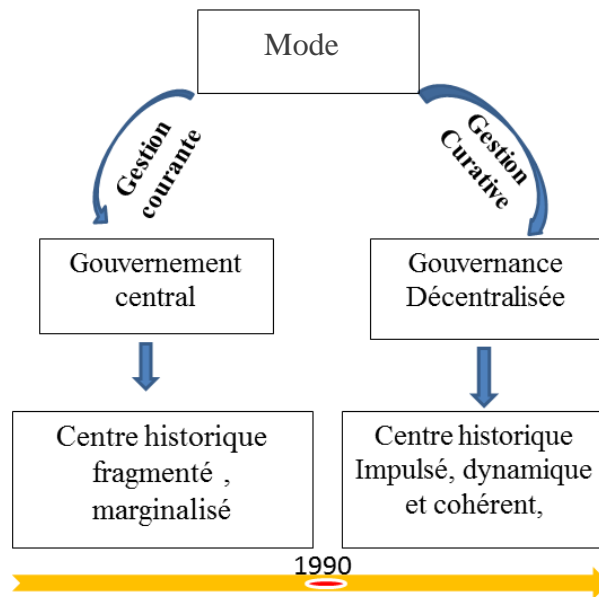 Mode
Gestion
courante
Gestion
Curative
Gouvernement
central
Gouvernance
Décentralisée
Centre historique
fragmenté ,
marginalisé
Centre historique
Impulsé, dynamique
et cohérent,
1990